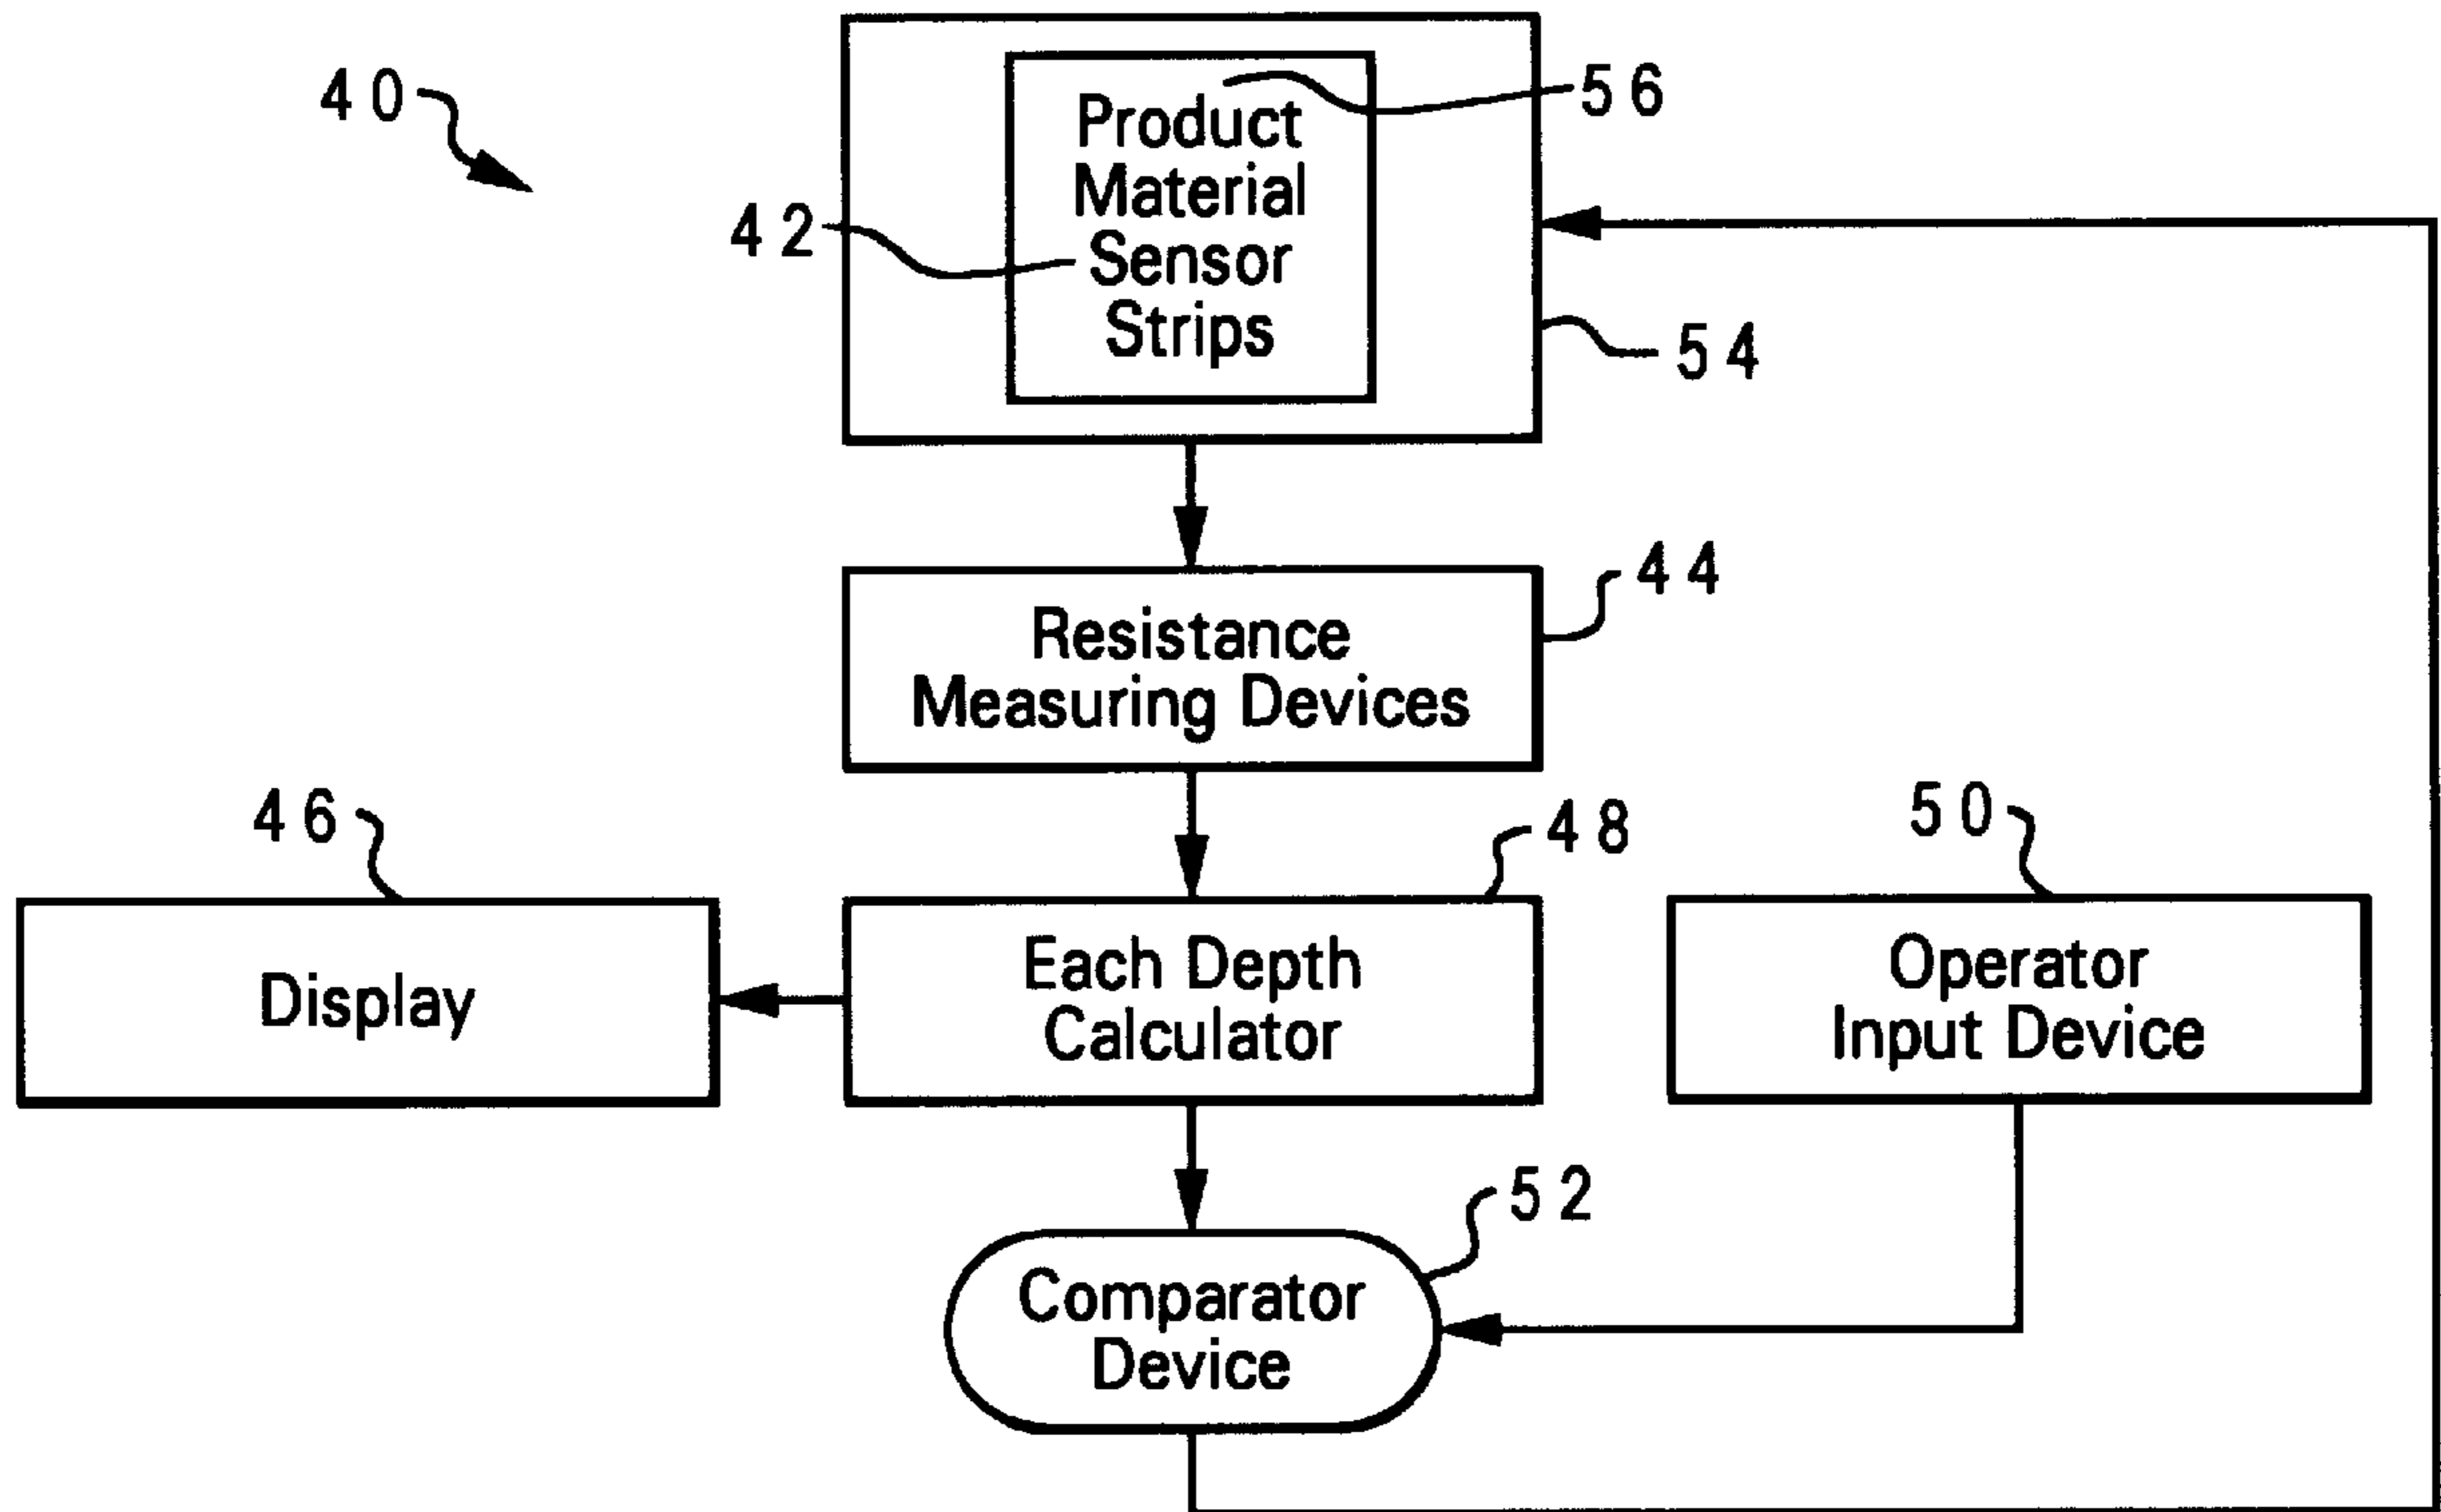 40
56
Product
Material
Sensor
Strips
42
54
44
Resistance
Measuring Devices
46
48
50
Display
Each Depth
Calculator
Operator
Input Device
52
Comparator
Device